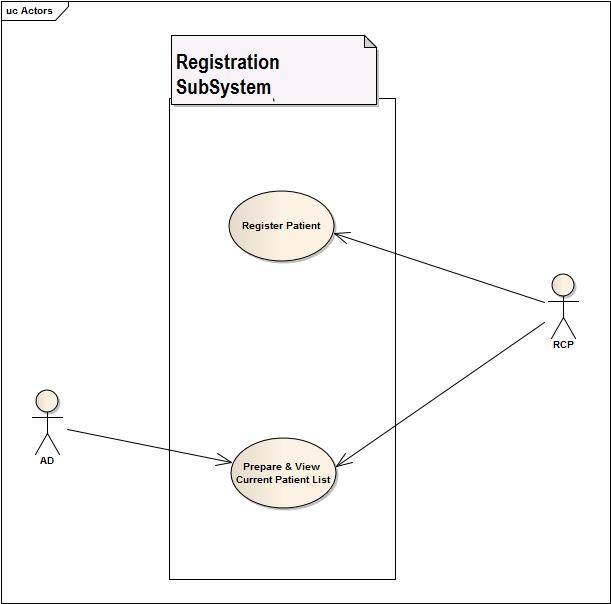 uc Actors
Registration
SubSystem
Register Patient
RCP
AD
Prepare & View
Current Patient List